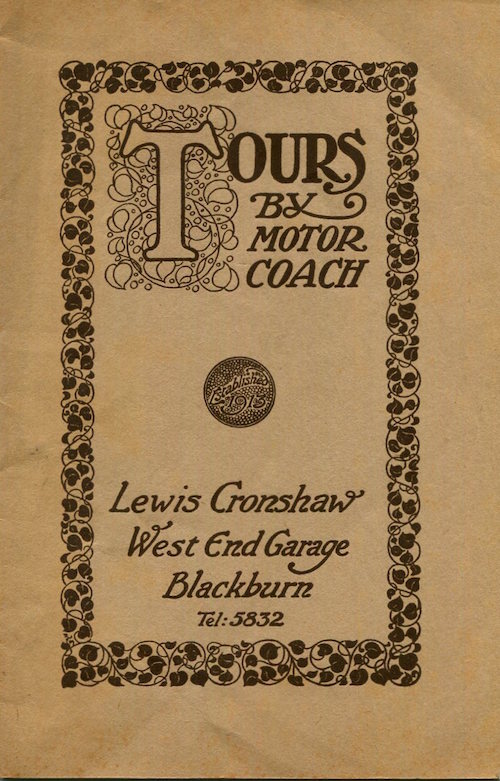 TOURS
BY
MOTOR
COACH
Established
1913
Lewis Cronshaw
West End Garage
Blackburn
Tel: 5832